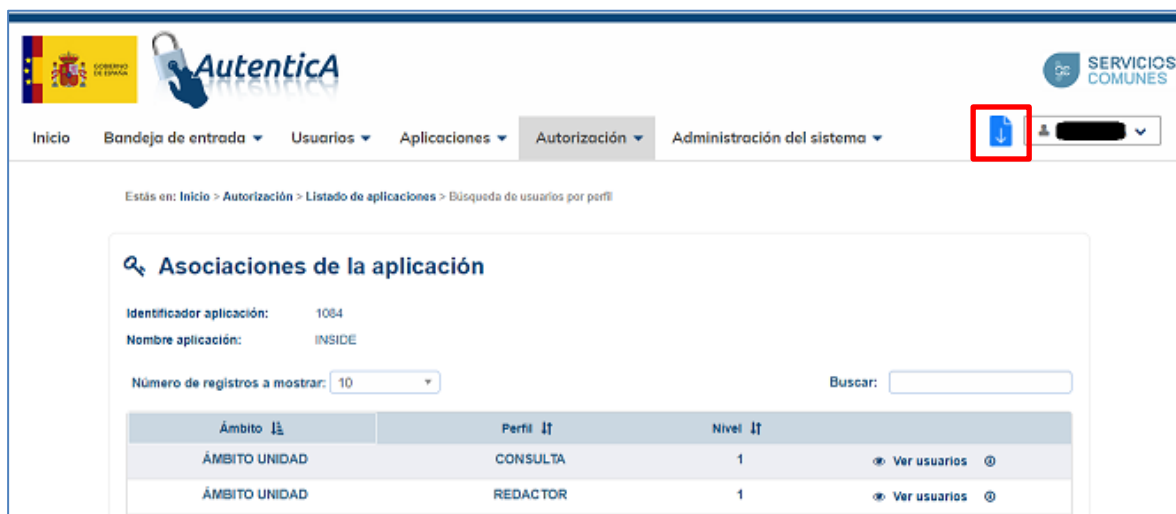 GOBIERNO
DE ESPAÑA
AutenticA
SERVICIOS
COMUNES
Inicio Bandeja de entrada Usuarios Aplicaciones Autorización Administración del sistema
Estás en: Inicio > Autorización > Listado de aplicaciones > Búsqueda de usuarios por perfil
Asociaciones de la aplicación
Identificador aplicación: 1084
Nombre aplicación: INSIDE
Número de registros a mostrar: 10 Buscar:
Ámbito Perfil Nivel
ÁMBITO UNIDAD CONSULTA 1 Ver usuarios
ÁMBITO UNIDAD REDACTOR 1 Ver usuarios